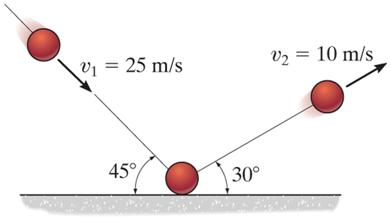 v₁ = 25 m/s
v₂ = 10 m/s
45°
30°